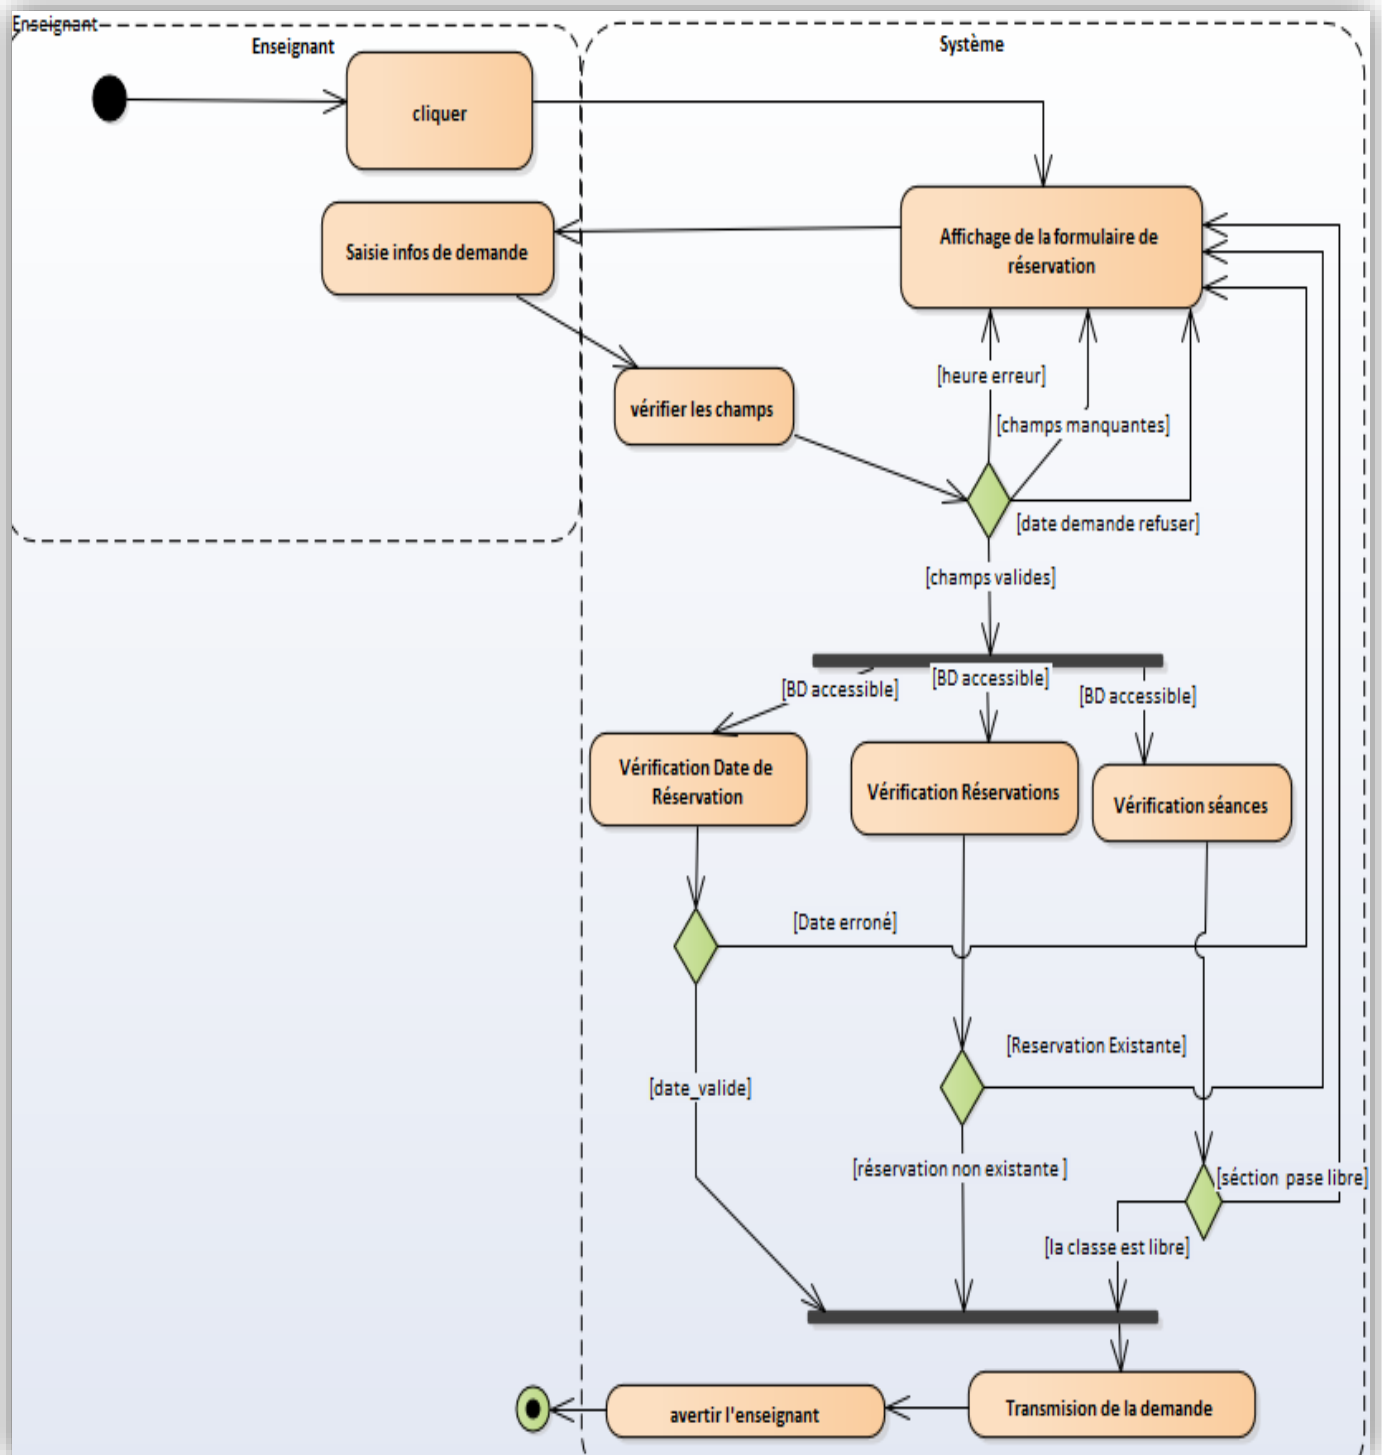 Enseignant
Enseignant
Système
cliquer
Saisie infos de demande
Affichage de la formulaire de
réservation
vérifier les champs
[heure erreur]
[champs manquantes]
[date demande refuser]
[champs valides]
[BD accessible]
[BD accessible]
[BD accessible]
Vérification Date de
Réservation
Vérification Réservations
Vérification séances
[Date erroné]
[Reservation Existante]
[date_valide]
[réservation non existante ]
[séction pase libre]
[la classe est libre]
Transmision de la demande
avertir l'enseignant